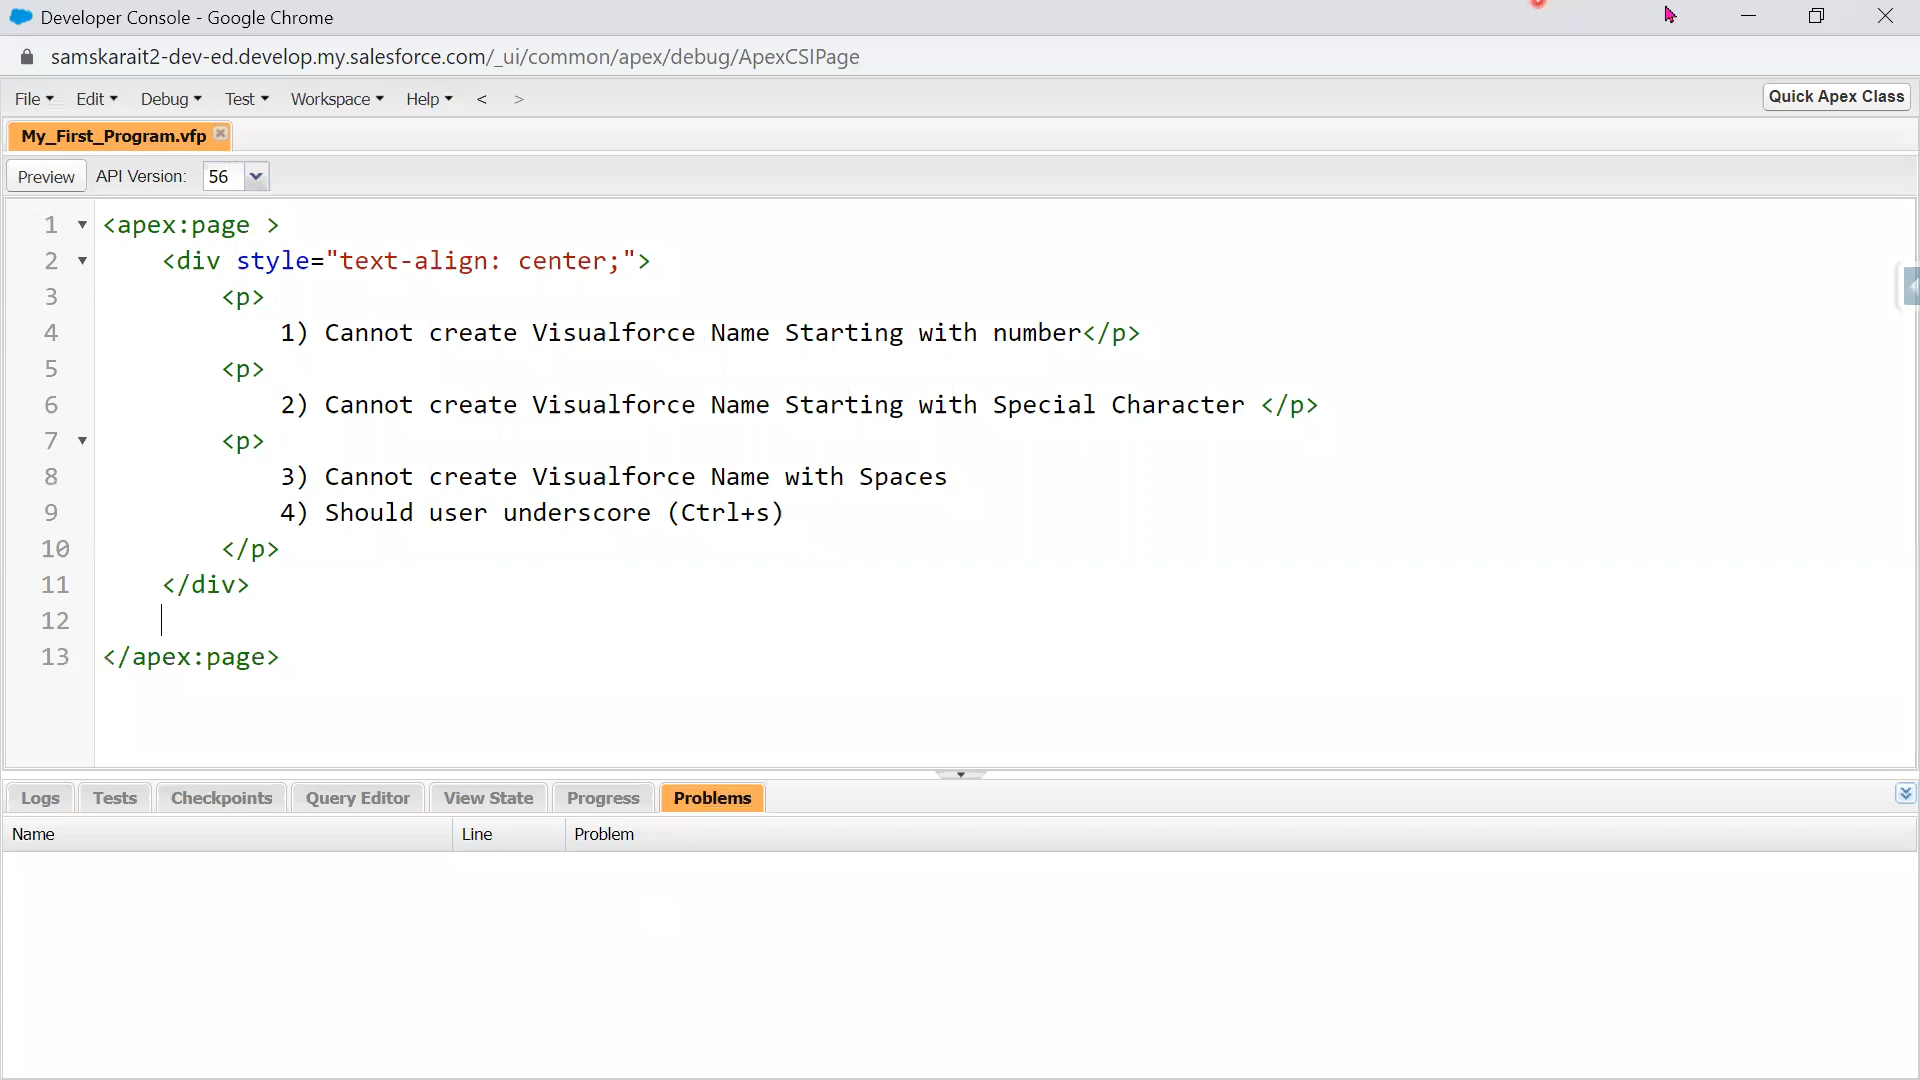 Developer Console - Google Chrome
samskarait2-dev-ed.develop.my.salesforce.com/_ui/common/apex/debug/ApexCSIPage
File Edit Debug Test Workspace Help < > Quick Apex Class
My_First_Program.vfp
Preview API Version: 56
1 <apex:page >
2 <div style="text-align: center;">
3 <p>
4 1) Cannot create Visualforce Name Starting with number</p>
5 <p>
6 2) Cannot create Visualforce Name Starting with Special Character </p>
7 <p>
8 3) Cannot create Visualforce Name with Spaces
9 4) Should user underscore (Ctrl+s)
10 </p>
11 </div>
12
13 </apex:page>
Logs Tests Checkpoints Query Editor View State Progress Problems
Name Line Problem